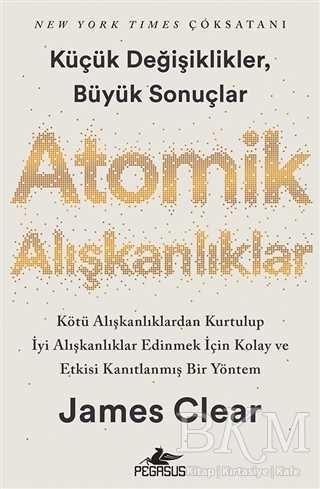 NEW YORK TIMES ÇOKSATANI
Küçük Değişiklikler,
Büyük Sonuçlar
Atomik
Alışkanlıklar
Kötü Alışkanlıklardan Kurtulup
İyi Alışkanlıklar Edinmek İçin Kolay ve
Etkisi Kanıtlanmış Bir Yöntem
James Clear
BKM
Kitap | Kırtasiye | Kafe
PEGASUS